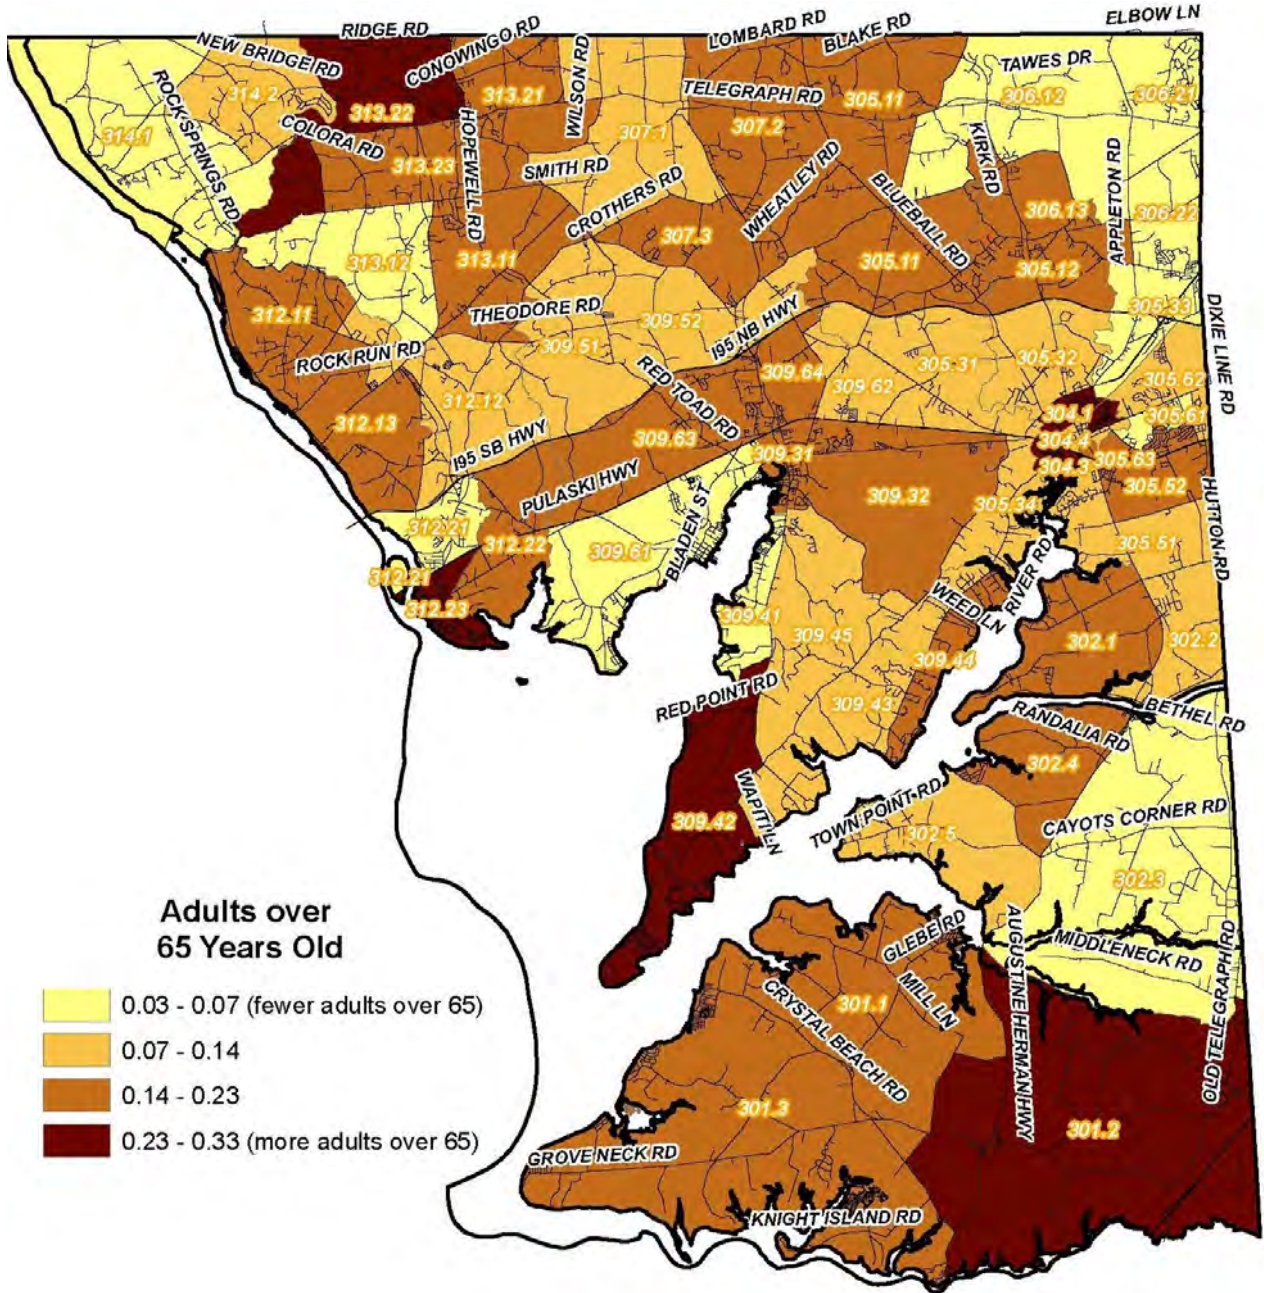 ELBOW LN
RIDGE RD
CONOWINGO RD
LOMBARD RD
BLAKE RD
NEW BRIDGE RD
WILSON RD
TAWES DR
ROCK SPRINGS RD
314.2
313.22
313.21
TELEGRAPH RD
306.11
306.12
306.21
314.1
COLORA RD
HOPEWELL RD
307.1
307.2
313.23
SMITH RD
KIRK RD
APPLETON RD
CROTHERS RD
WHEATLEY RD
BLUEBALL RD
306.13
306.22
307.3
313.12
313.11
305.11
305.12
312.11
THEODORE RD
309.52
I95 NB HWY
305.33
DIXIE LINE RD
309.51
ROCK RUN RD
RED TOAD RD
309.64
305.31
305.32
309.62
305.62
312.12
312.13
304.1
305.61
I95 SB HWY
309.63
309.31
304.4
305.63
304.3
PULASKI HWY
309.32
305.34
305.52
HUTTON RD
312.21
312.22
309.61
BLADEN ST
305.51
312.21
RIVER RD
312.23
309.41
WEED LN
309.45
302.1
302.2
309.44
RED POINT RD
309.43
BETHEL RD
RANDALIA RD
302.4
WAPITI LN
309.42
TOWN POINT RD
302.5
CAYOTS CORNER RD
302.3
Adults over
65 Years Old
0.03 - 0.07 (fewer adults over 65)
0.07 - 0.14
0.14 - 0.23
0.23 - 0.33 (more adults over 65)
GLEBE RD
AUGUSTINE HERMAN HWY
MIDDLENECK RD
OLD TELEGRAPH RD
MILL LN
301.1
CRYSTAL BEACH RD
301.3
301.2
GROVE NECK RD
KNIGHT ISLAND RD